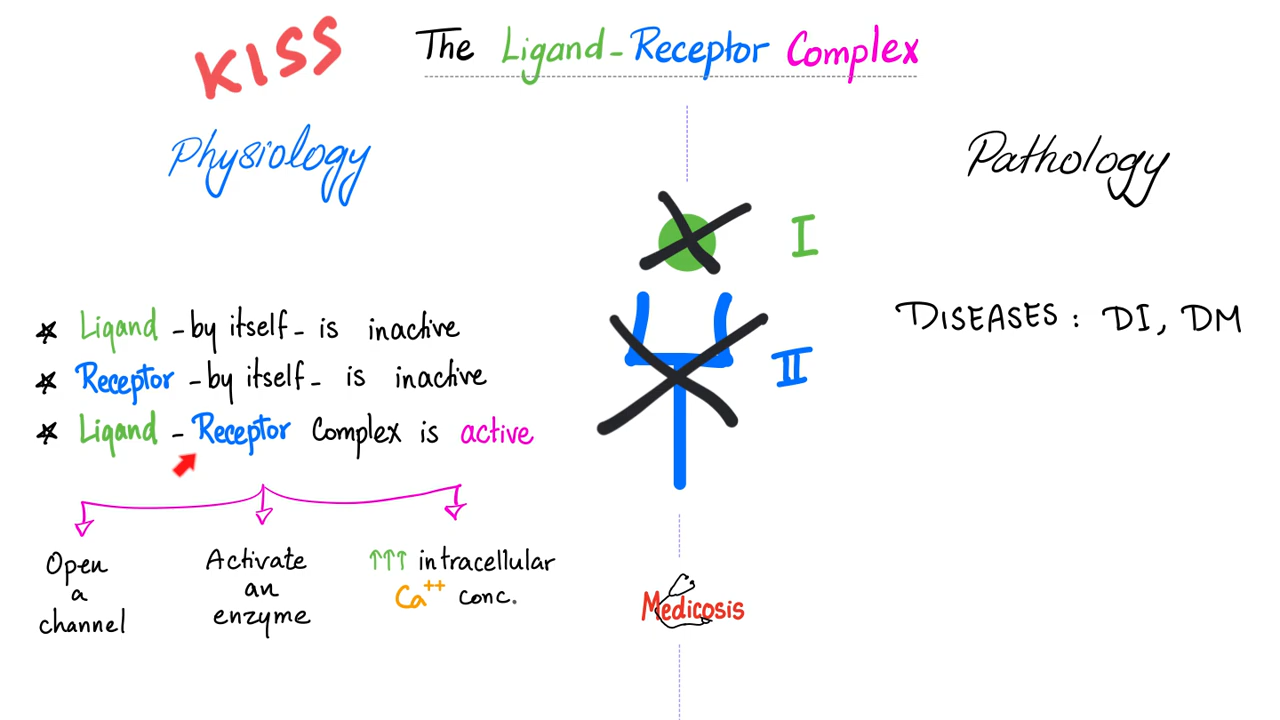 KISS
The Ligand-Receptor Complex
Physiology
Pathology
I
II
* Ligand -by itself- is inactive
* Receptor -by itself- is inactive
* Ligand - Receptor Complex is active
Open
a
channel
Activate
an
enzyme
↑↑↑ intracellular
Ca++ conc.
DISEASES: DI, DM
Medicosis